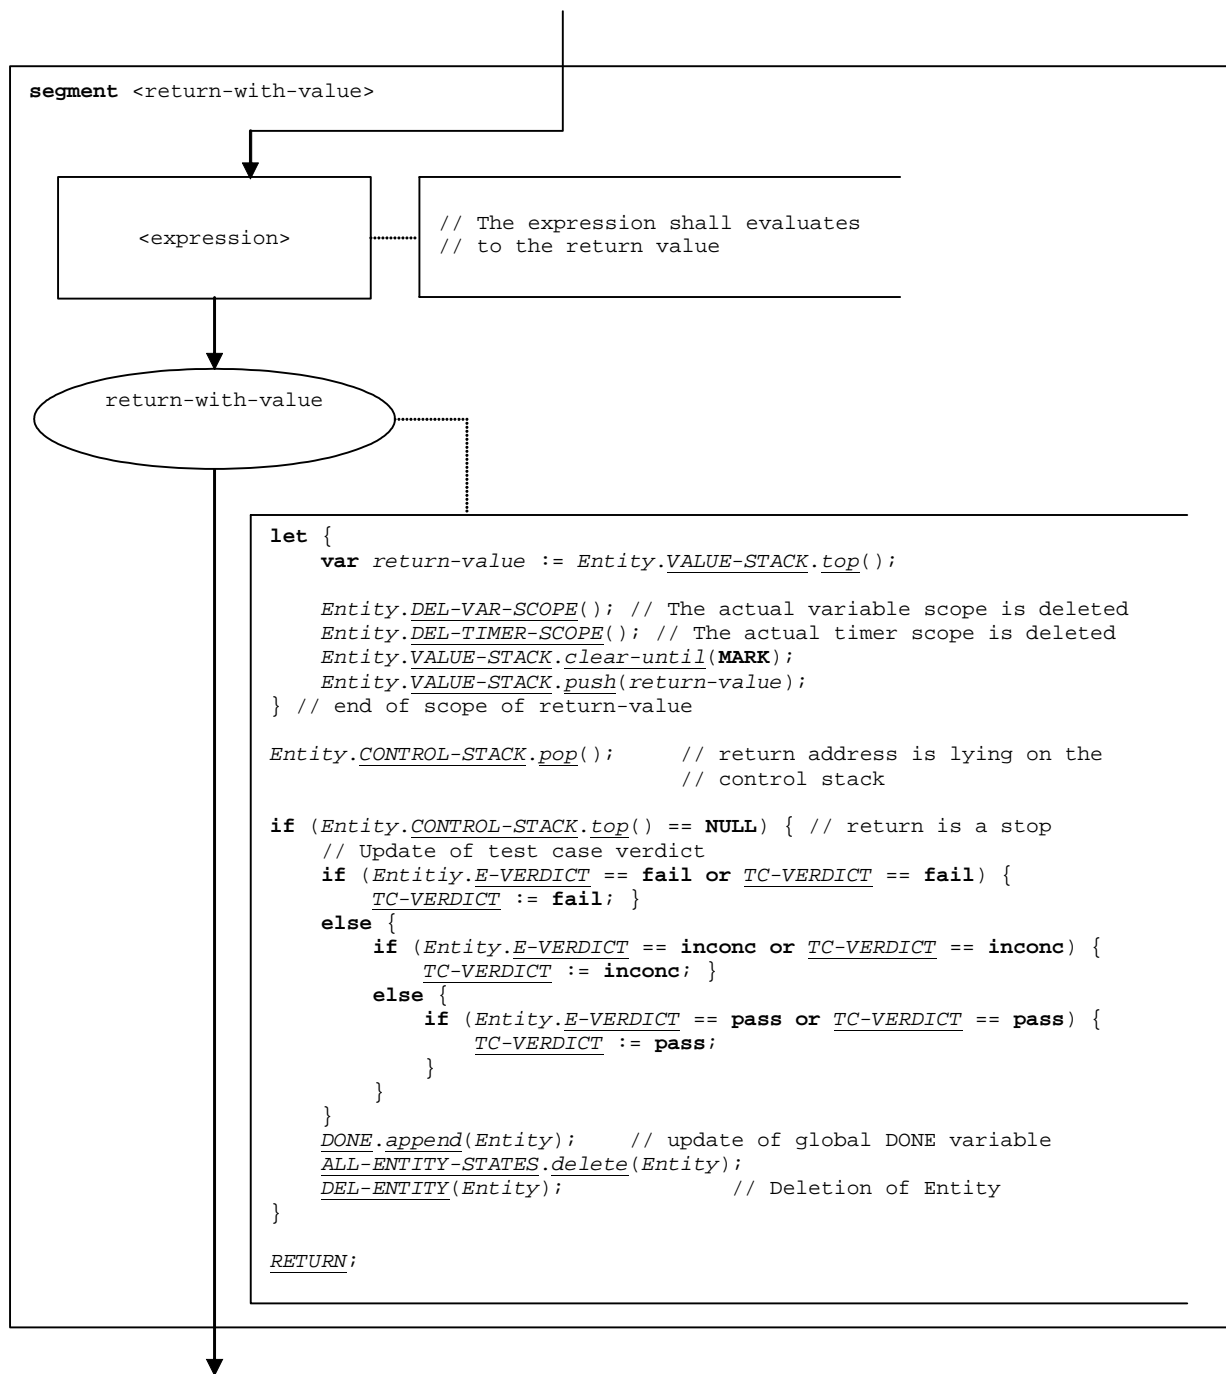 segment <return-with-value>
<expression>
// The expression shall evaluates
// to the return value
return-with-value
let {
var return-value := Entity.VALUE-STACK.top();
Entity.DEL-VAR-SCOPE(); // The actual variable scope is deleted
Entity.DEL-TIMER-SCOPE(); // The actual timer scope is deleted
Entity.VALUE-STACK.clear-until(MARK);
Entity.VALUE-STACK.push(return-value);
} // end of scope of return-value
Entity.CONTROL-STACK.pop(); // return address is lying on the
// control stack
if (Entity.CONTROL-STACK.top() == NULL) { // return is a stop
// Update of test case verdict
if (Entitiy.E-VERDICT == fail or TC-VERDICT == fail) {
TC-VERDICT := fail; }
else {
if (Entity.E-VERDICT == inconc or TC-VERDICT == inconc) {
TC-VERDICT := inconc; }
else {
if (Entity.E-VERDICT == pass or TC-VERDICT == pass) {
TC-VERDICT := pass;
}
}
}
DONE.append(Entity); // update of global DONE variable
ALL-ENTITY-STATES.delete(Entity);
DEL-ENTITY(Entity); // Deletion of Entity
}
RETURN;